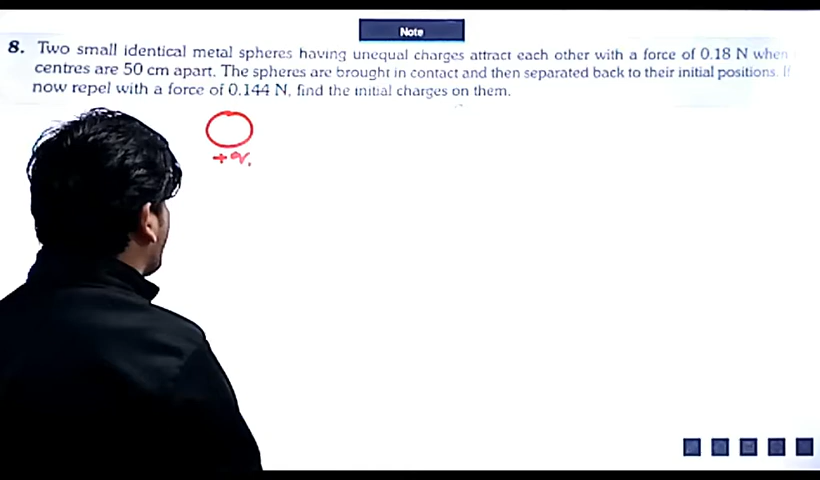 Note
8. Two small identical metal spheres having unequal charges attract each other with a force of 0.18 N when
centres are 50 cm apart. The spheres are brought in contact and then separated back to their initial positions. If
now repel with a force of 0.144 N, find the initial charges on them.
+q₁